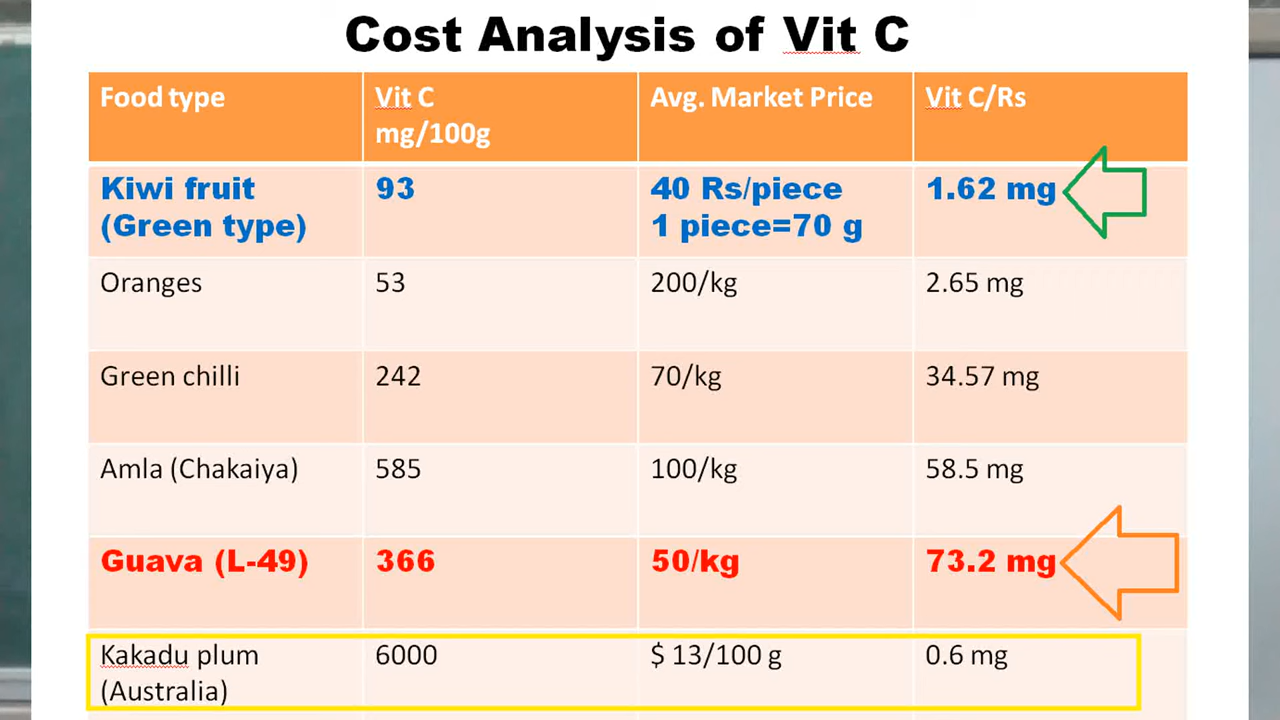 Cost Analysis of Vit C
Food type
Vit C
mg/100g
Avg. Market Price
Vit C/Rs
Kiwi fruit
(Green type)
93
40 Rs/piece
1 piece=70 g
1.62 mg
Oranges
53
200/kg
2.65 mg
Green chilli
242
70/kg
34.57 mg
Amla (Chakaiya)
585
100/kg
58.5 mg
Guava (L-49)
366
50/kg
73.2 mg
Kakadu plum
(Australia)
6000
$ 13/100 g
0.6 mg